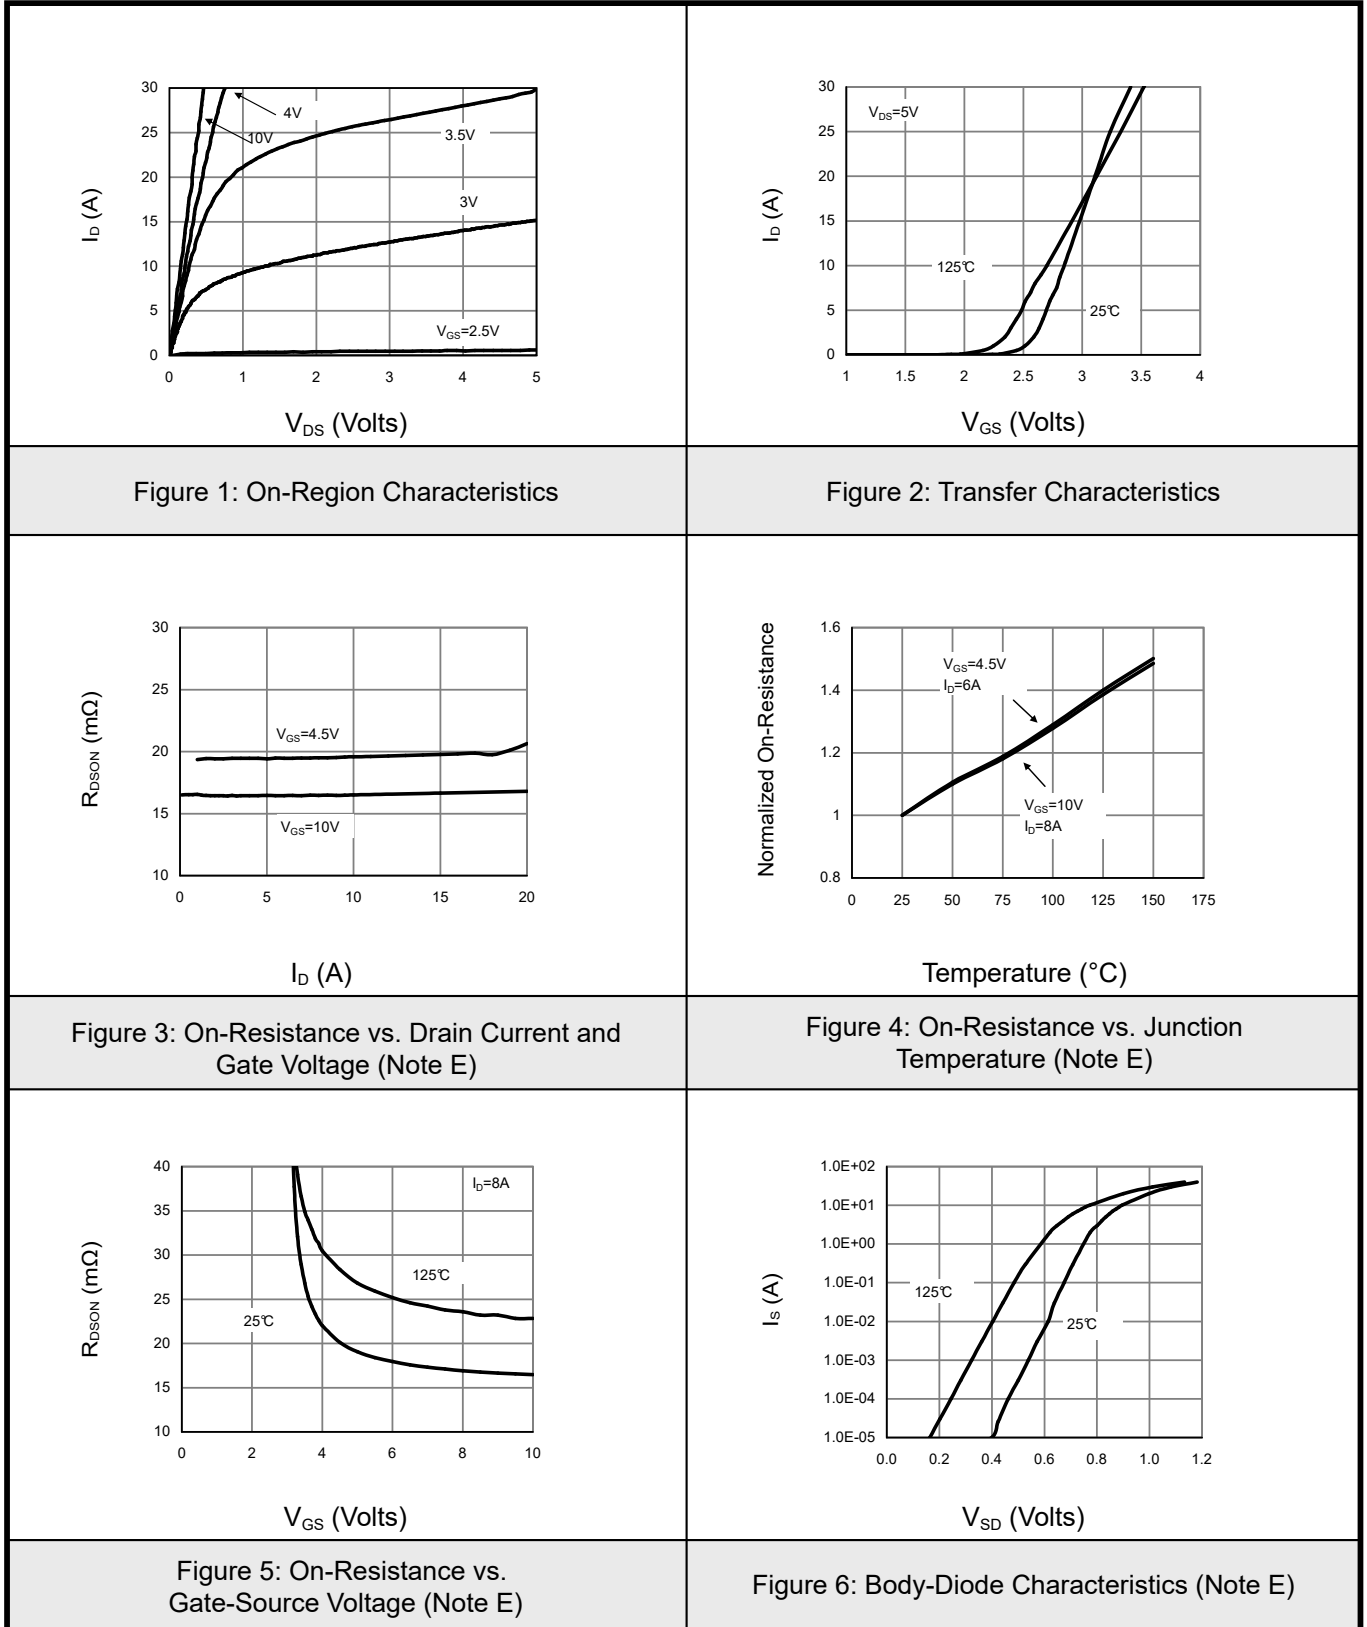 30
25
20
15
10
5
0
4V
10V
3.5V
3V
VGS=2.5V
ID (A)
0 1 2 3 4 5
VDS (Volts)
Figure 1: On-Region Characteristics
30
25
20
15
10
5
0
VDS=5V
125℃
25℃
ID (A)
1 1.5 2 2.5 3 3.5 4
VGS (Volts)
Figure 2: Transfer Characteristics
30
25
20
15
10
VGS=4.5V
VGS=10V
RDSON (mΩ)
0 5 10 15 20
ID (A)
Figure 3: On-Resistance vs. Drain Current and
Gate Voltage (Note E)
1.6
1.4
1.2
1
0.8
VGS=4.5V
ID=6A
VGS=10V
ID=8A
Normalized On-Resistance
0 25 50 75 100 125 150 175
Temperature (°C)
Figure 4: On-Resistance vs. Junction
Temperature (Note E)
40
35
30
25
20
15
10
ID=8A
125℃
25℃
RDSON (mΩ)
0 2 4 6 8 10
VGS (Volts)
Figure 5: On-Resistance vs.
Gate-Source Voltage (Note E)
1.0E+02
1.0E+01
1.0E+00
1.0E-01
1.0E-02
1.0E-03
1.0E-04
1.0E-05
125℃
25℃
IS (A)
0.0 0.2 0.4 0.6 0.8 1.0 1.2
VSD (Volts)
Figure 6: Body-Diode Characteristics (Note E)